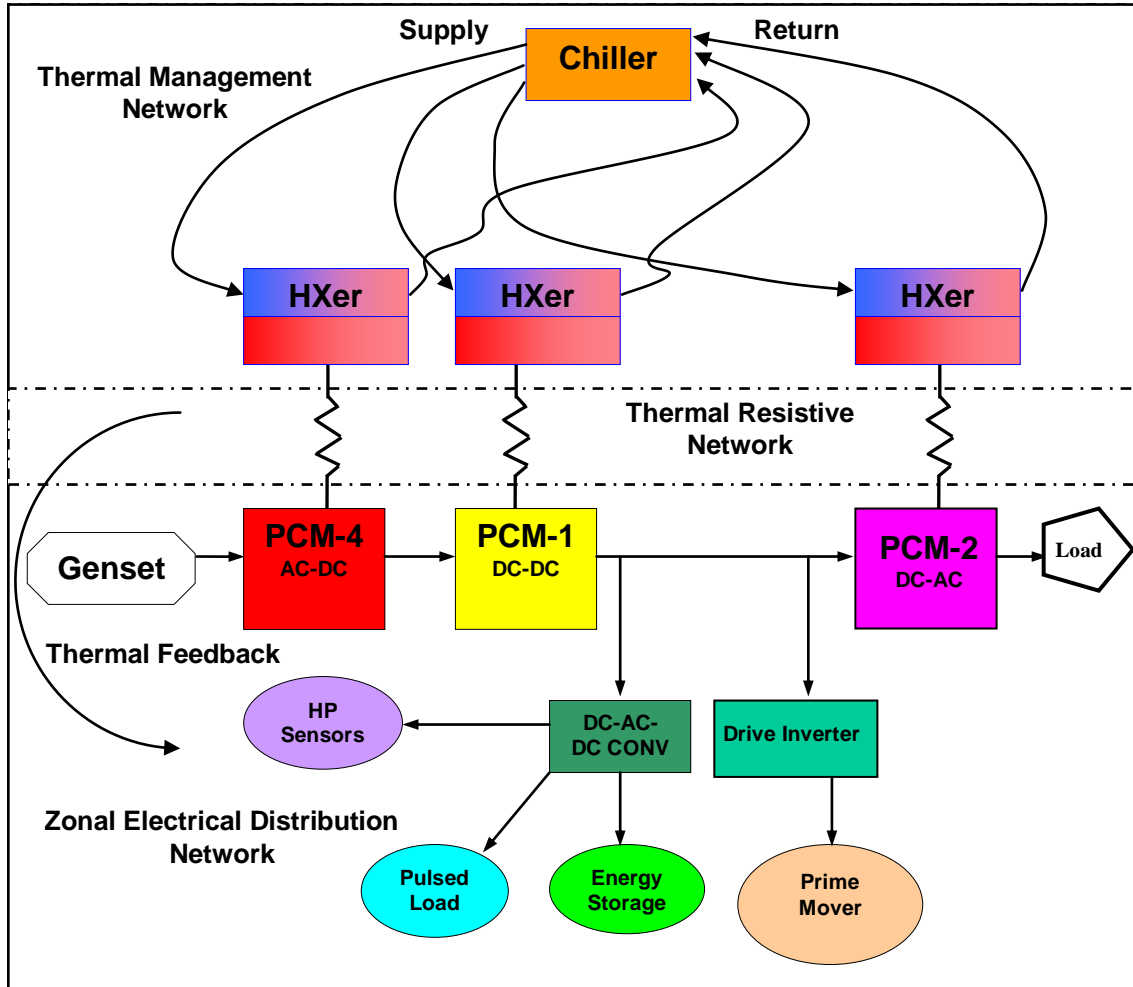 Supply
Return
Chiller
Thermal Management
Network
HXer
HXer
HXer
Thermal Resistive
Network
PCM-4
AC-DC
PCM-1
DC-DC
PCM-2
DC-AC
Genset
Load
Thermal Feedback
HP
Sensors
DC-AC-
DC CONV
Drive Inverter
Zonal Electrical Distribution
Network
Pulsed
Load
Energy
Storage
Prime
Mover